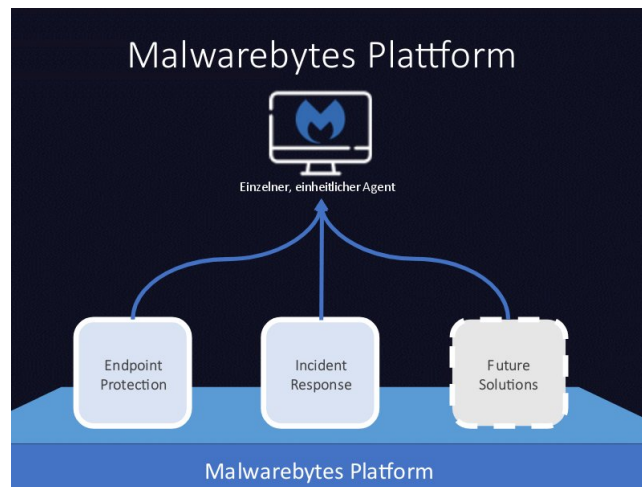 Malwarebytes Plattform
Einzelner, einheitlicher Agent
Endpoint
Protection
Incident
Response
Future
Solutions
Malwarebytes Platform